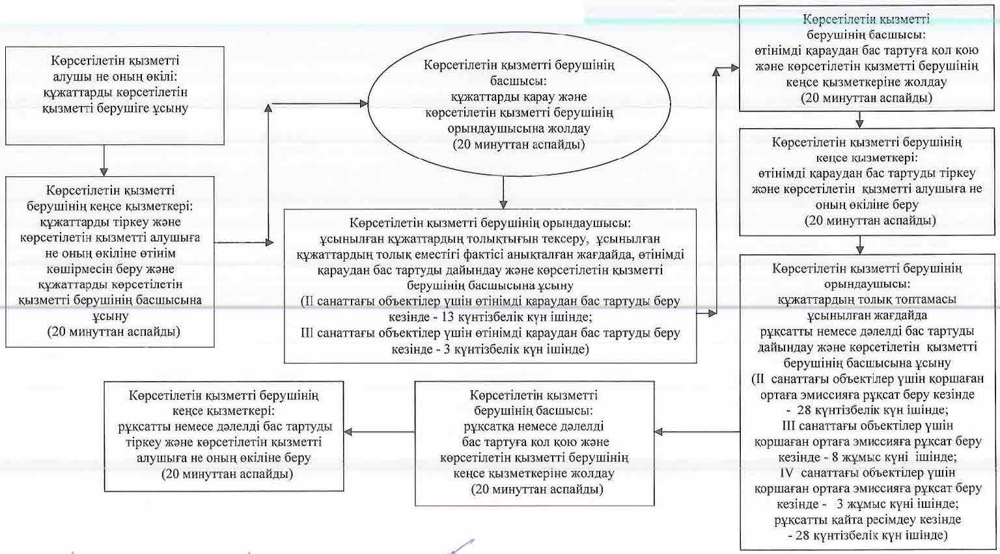 Көрсетілетін қызметті
алушы не оның өкілі:
құжаттарды көрсетілетін
қызметті берушіге ұсыну
Көрсетілетін қызметті
берушінің кеңсе қызметкері:
құжаттарды тіркеу және
көрсетілетін қызметті алушыға
не оның өкіліне өтінім
көшірмесін беру және
құжаттарды көрсетілетін
қызметті берушінің басшысына
ұсыну
(20 минуттан аспайды)
Көрсетілетін қызметті берушінің
басшысы:
құжаттарды қарау және
көрсетілетін қызметті берушінің
орындаушысына жолдау
(20 минуттан аспайды)
Көрсетілетін қызметті берушінің орындаушысы:
ұсынылған құжаттардың толықтығын тексеру, ұсынылған
құжаттардың толық еместігі фактісі анықталған жағдайда, өтінімді
қараудан бас тартуды дайындау және көрсетілетін қызметті
берушінің басшысына ұсыну
(II санаттағы объектілер үшін өтінімді қараудан бас тартуды беру
кезінде - 13 күнтізбелік күн ішінде;
III санаттағы объектілер үшін өтінімді қараудан бас тартуды беру
кезінде - 3 күнтізбелік күн ішінде)
Көрсетілетін қызметті
берушінің басшысы:
өтінімді қараудан бас тартуға қол қою
және көрсетілетін қызметті берушінің
кеңсе қызметкеріне жолдау
(20 минуттан аспайды)
Көрсетілетін қызметті берушінің
кеңсе қызметкері:
өтінімді қараудан бас тартуды тіркеу
және көрсетілетін қызметті алушыға не
оның өкіліне беру
(20 минуттан аспайды)
Көрсетілетін қызметті берушінің
орындаушысы:
құжаттардың толық топтамасы
ұсынылған жағдайда
рұқсатты немесе дәлелді бас тартуды
дайындау және көрсетілетін қызметті
берушінің басшысына ұсыну
(II санаттағы объектілер үшін қоршаған
ортаға эмиссияға рұқсат беру кезінде
- 28 күнтізбелік күн ішінде;
III санаттағы объектілер үшін
қоршаған ортаға эмиссияға рұқсат беру
кезінде - 8 жұмыс күні ішінде;
IV санаттағы объектілер үшін
қоршаған ортаға эмиссияға рұқсат беру
кезінде - 3 жұмыс күні ішінде;
рұқсатты қайта ресімдеу кезінде
- 28 күнтізбелік күн ішінде)
Көрсетілетін қызметті
берушінің басшысы:
рұқсатқа немесе дәлелді
бас тартуға қол қою және
көрсетілетін қызметті берушінің
кеңсе қызметкеріне жолдау
(20 минуттан аспайды)
Көрсетілетін қызметті берушінің
кеңсе қызметкері:
рұқсатты немесе дәлелді бас тартуды
тіркеу және көрсетілетін қызметті
алушыға не оның өкіліне беру
(20 минуттан аспайды)